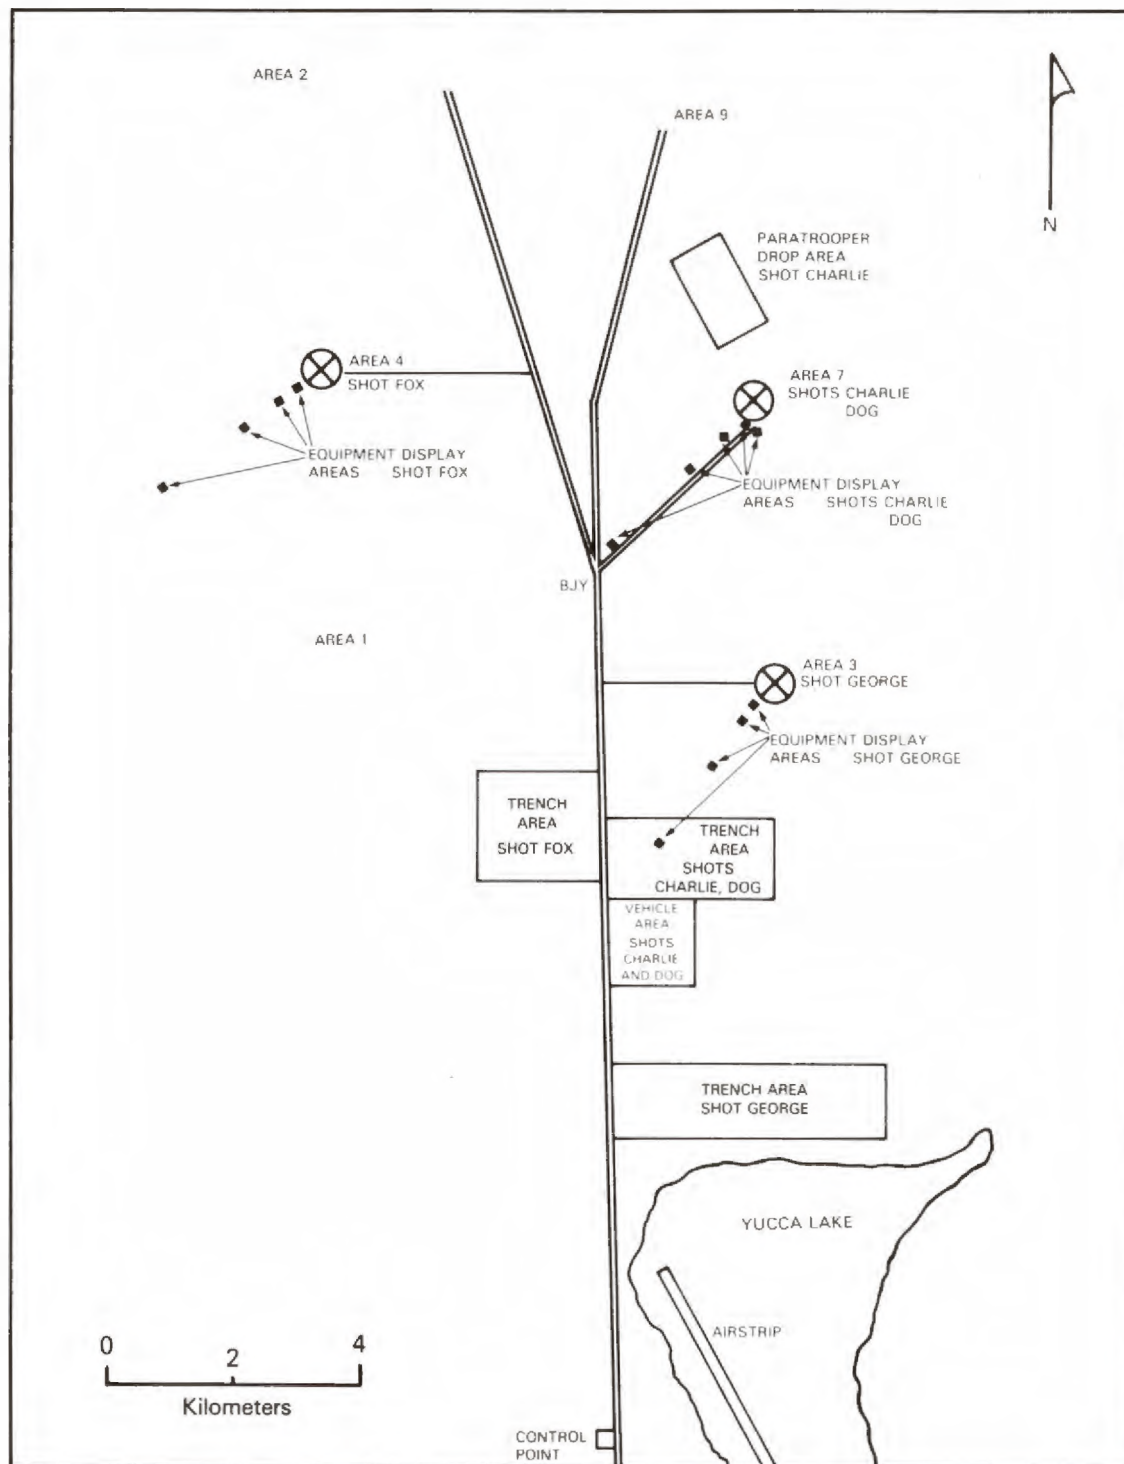 AREA 2
AREA 9
N
PARATROOPER
DROP AREA
SHOT CHARLIE
AREA 4
SHOT FOX
AREA 7
SHOTS CHARLIE
DOG
EQUIPMENT DISPLAY
AREAS SHOT FOX
EQUIPMENT DISPLAY
AREAS SHOTS CHARLIE
DOG
BJY
AREA 1
AREA 3
SHOT GEORGE
EQUIPMENT DISPLAY
AREAS SHOT GEORGE
TRENCH
AREA
SHOT FOX
TRENCH
AREA
SHOTS
CHARLIE, DOG
VEHICLE
AREA
SHOTS
CHARLIE
AND DOG
TRENCH AREA
SHOT GEORGE
YUCCA LAKE
AIRSTRIP
0 2 4
Kilometers
CONTROL
POINT